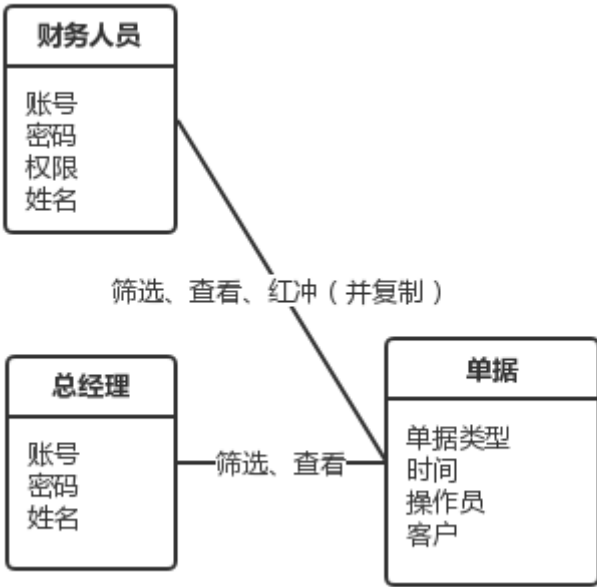 财务人员
账号
密码
权限
姓名
筛选、查看、红冲（并复制）
总经理
账号
密码
姓名
筛选、查看
单据
单据类型
时间
操作员
客户